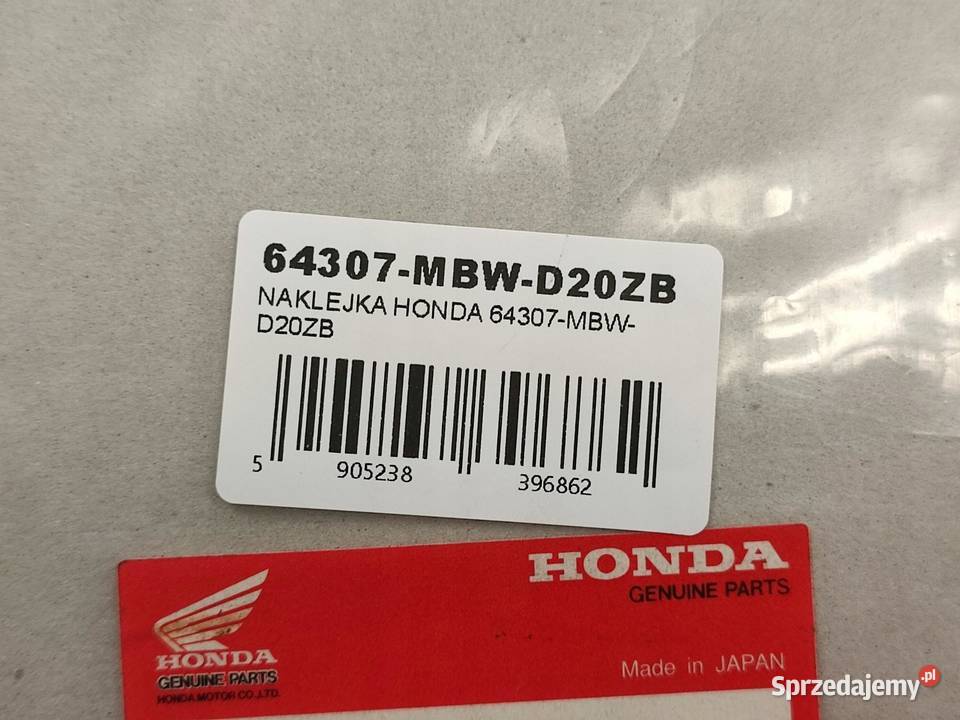 64307-MBW-D20ZB
NAKLEJKA HONDA 64307-MBW-
D20ZB
5 905238 396862
HONDA
GENUINE PARTS
HONDA
GENUINE PARTS
HONDA MOTOR CO.,LTD.
Made in JAPAN
Sprzedajemy.pl